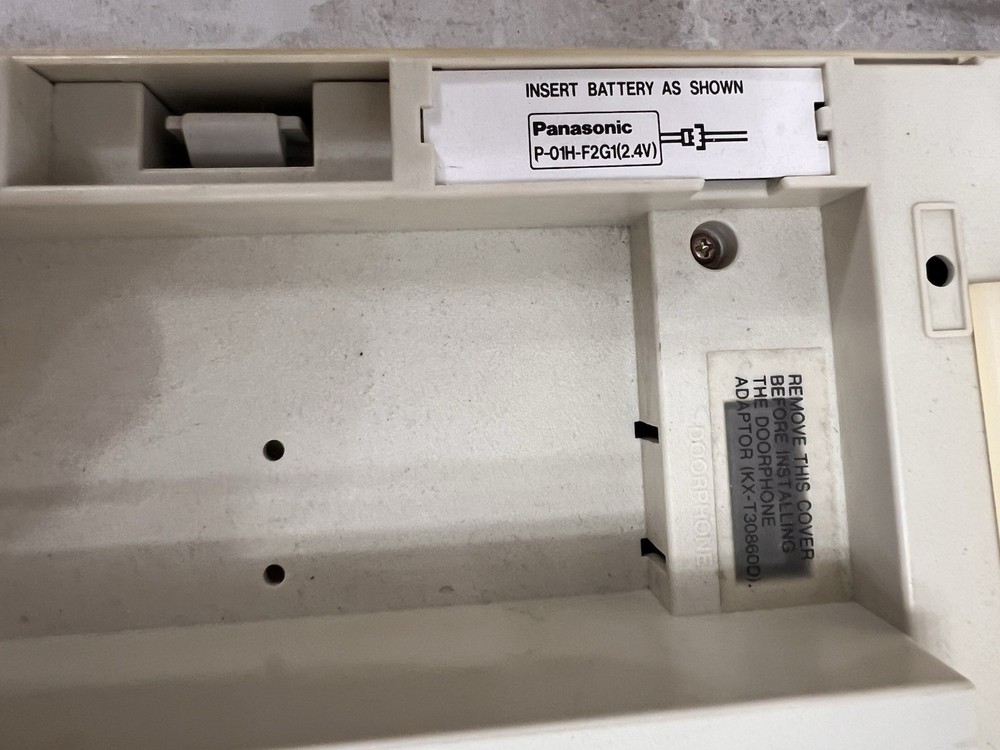 INSERT BATTERY AS SHOWN
Panasonic
P-01H-F2G1(2.4V)
REMOVE THIS COVER
BEFORE INSTALLING
THE DOORPHONE
ADAPTOR (KX-T30860D).
DOORPHONE